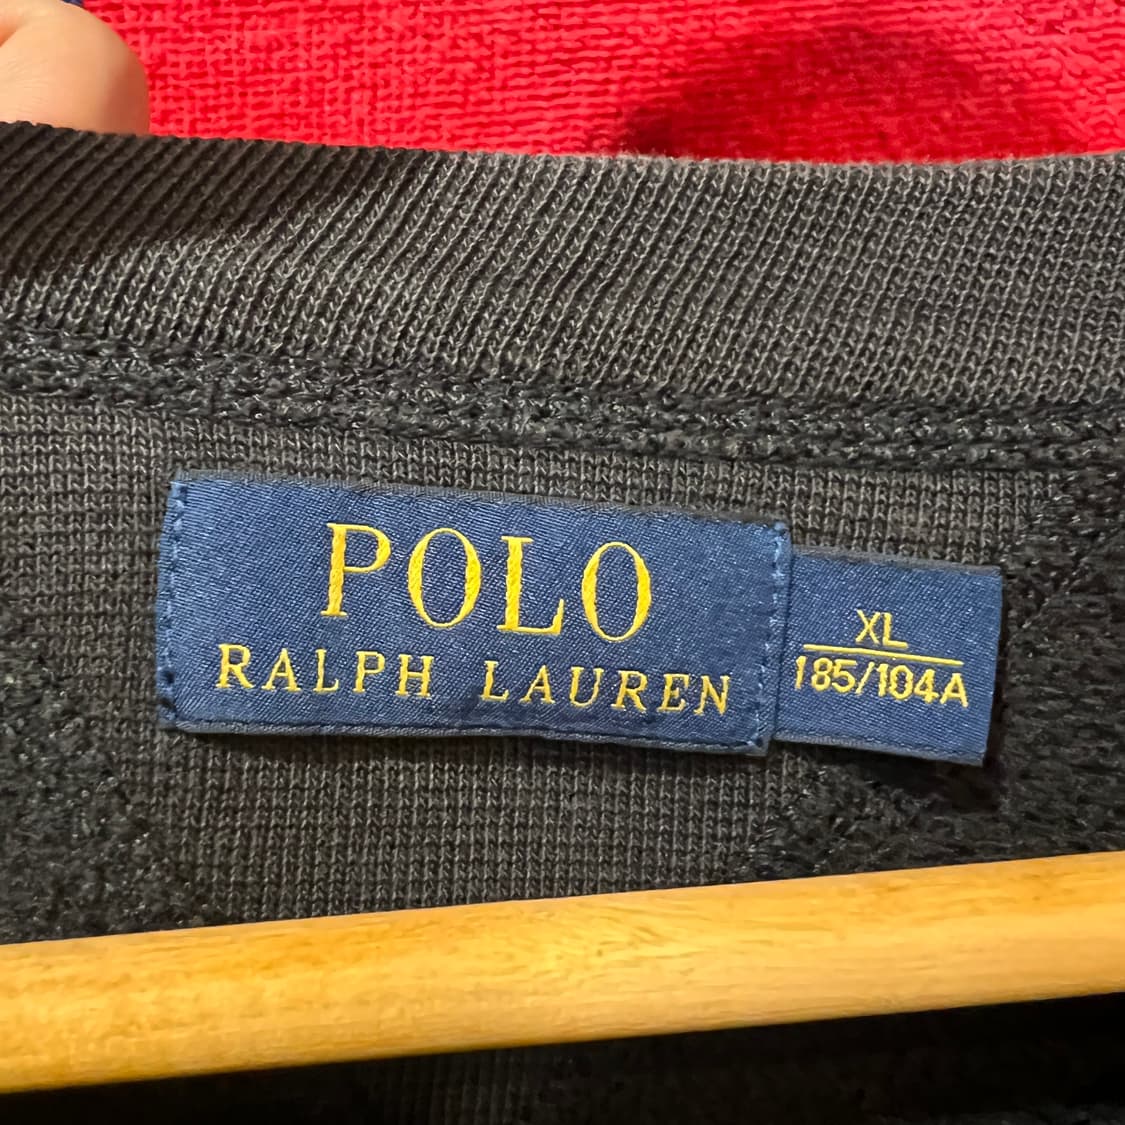 POLO
RALPH LAUREN
XL
185/104A